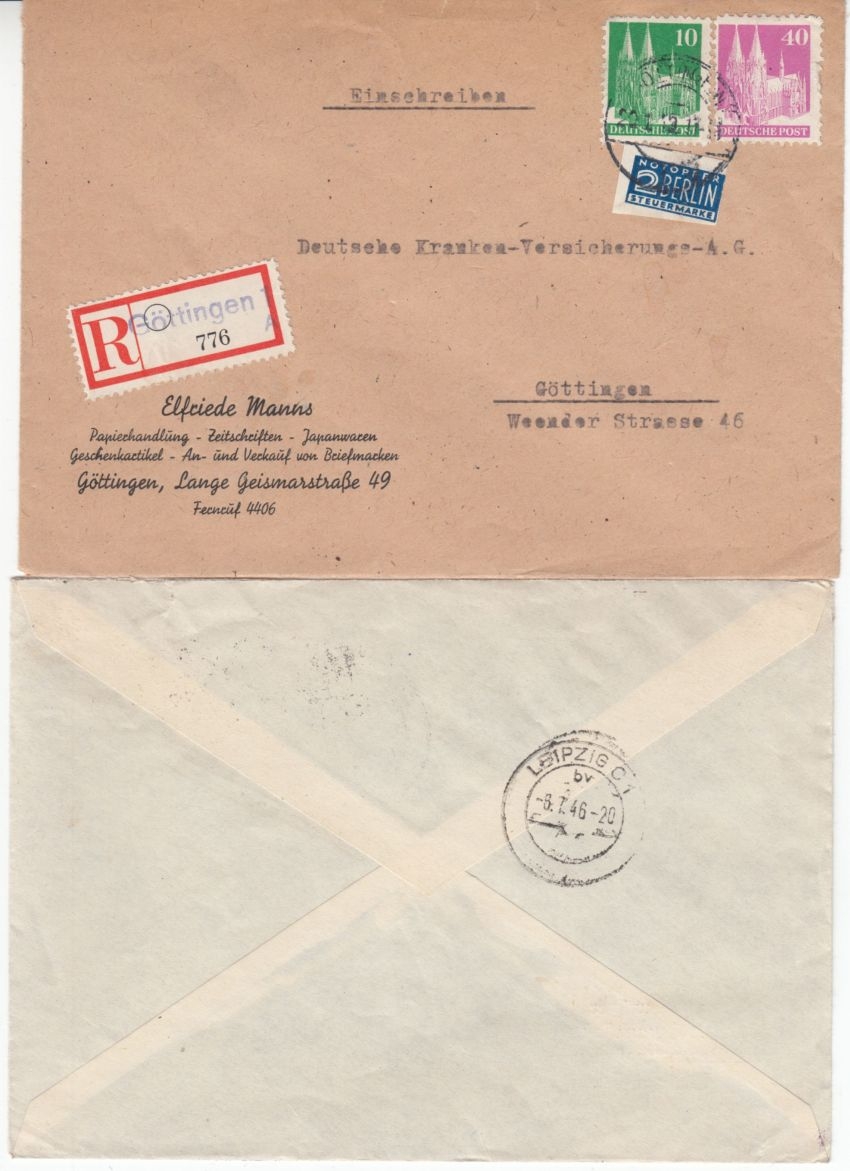 10
DEUTSCHE POST
40
DEUTSCHE POST
Einschreiben
NOTOPFER
2 BERLIN
STEUERMARKE
Deutsche Kranken-Versicherungs-A.G.
R
Göttingen 1
A
776
Göttingen
Weender Strasse 46
Elfriede Manns
Papierhandlung - Zeitschriften - Japanwaren
Geschenkartikel - An- und Verkauf von Briefmarken
Göttingen, Lange Geismarstraße 49
Fernruf 4406
LEIPZIG C 1
bv
-6.7.46-20